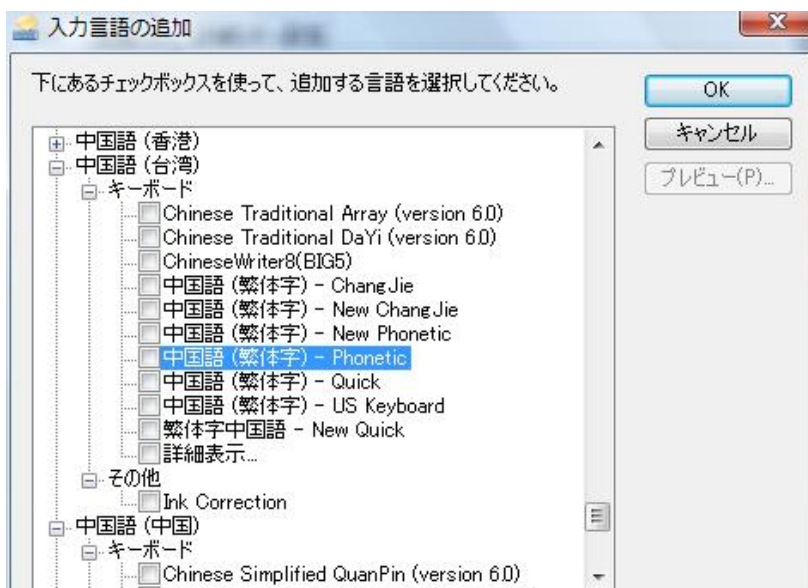 入力言語の追加
下にあるチェックボックスを使って、追加する言語を選択してください。
OK
キャンセル
プレビュー(P)...
中国語 (香港)
中国語 (台湾)
キーボード
Chinese Traditional Array (version 6.0)
Chinese Traditional DaYi (version 6.0)
ChineseWriter8(BIG5)
中国語 (繁体字) - ChangJie
中国語 (繁体字) - New ChangJie
中国語 (繁体字) - New Phonetic
中国語 (繁体字) - Phonetic
中国語 (繁体字) - Quick
中国語 (繁体字) - US Keyboard
繁体字中国語 - New Quick
詳細表示...
その他
Ink Correction
中国語 (中国)
キーボード
Chinese Simplified QuanPin (version 6.0)